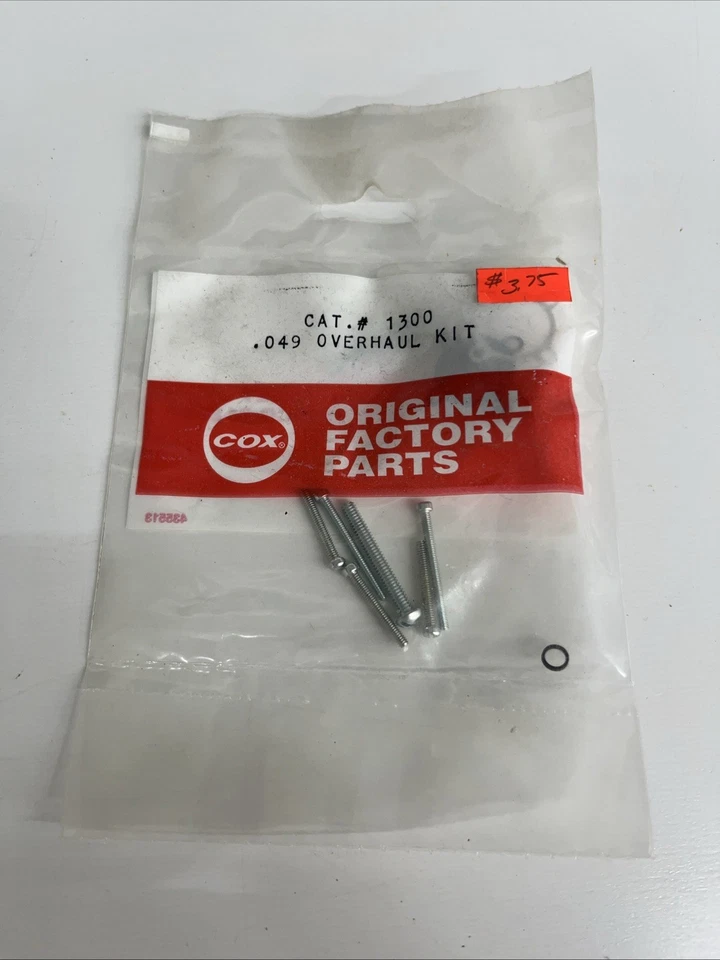 $3.75
CAT.# 1300
.049 OVERHAUL KIT
COX®
ORIGINAL
FACTORY
PARTS
435513